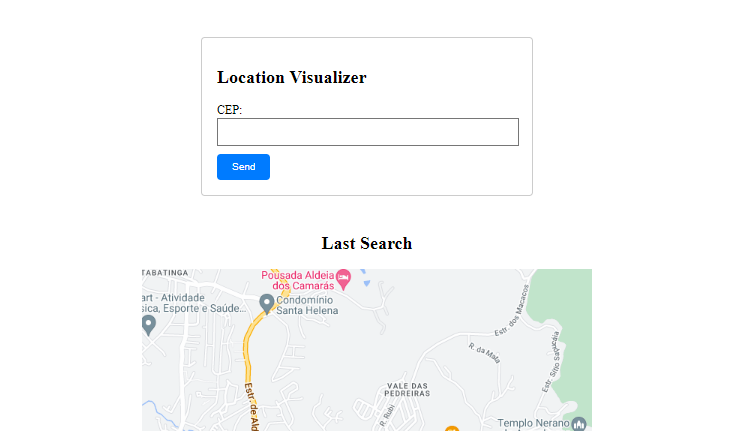 Location Visualizer
CEP:
Send
Last Search
TABATINGA
Pousada Aldeia
dos Camarás
art - Atividade
sica, Esporte e Saúde...
Condomínio
Santa Helena
Estr. dos Macacos
R. da Mata
Estr. Sítio Sapraia
VALE DAS
PEDREIRAS
Estr. de Ald
R. Rubi
Templo Nerano